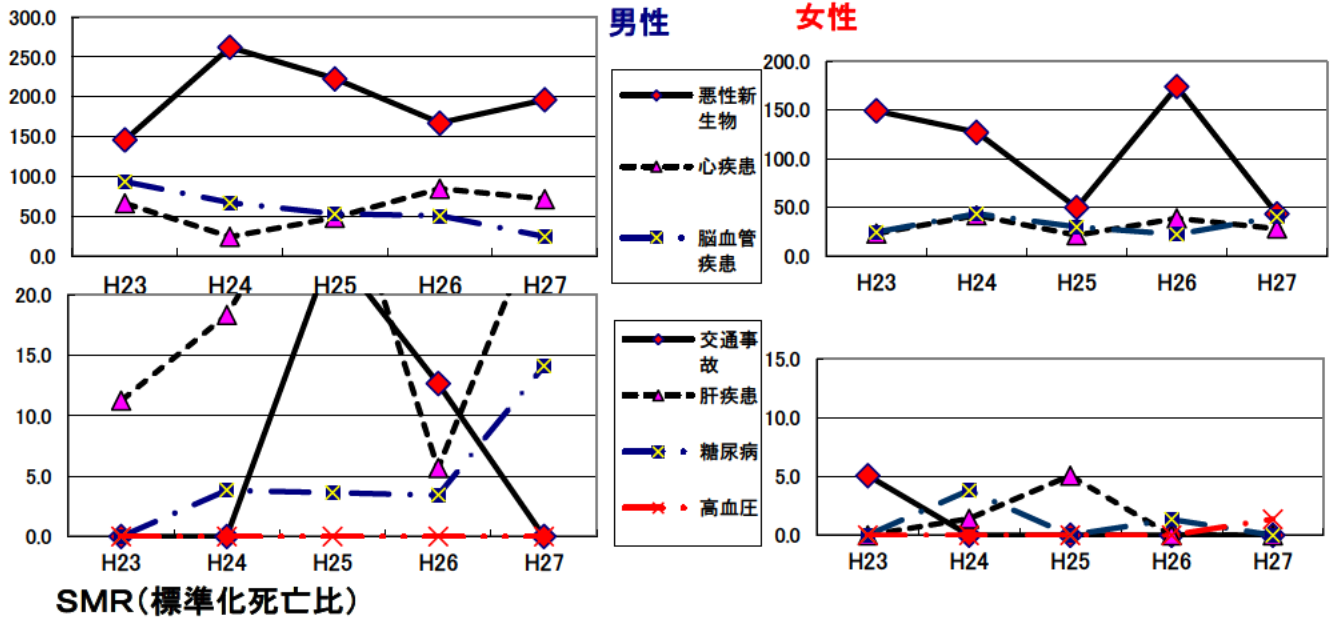 男性
女性
300.0
250.0
200.0
150.0
100.0
50.0
0.0
H23
H24
H25
H26
H27
悪性新
生物
心疾患
脳血管
疾患
200.0
150.0
100.0
50.0
0.0
H23
H24
H25
H26
H27
20.0
15.0
10.0
5.0
0.0
H23
H24
H25
H26
H27
交通事
故
肝疾患
糖尿病
高血圧
15.0
10.0
5.0
0.0
H23
H24
H25
H26
H27
SMR(標準化死亡比)